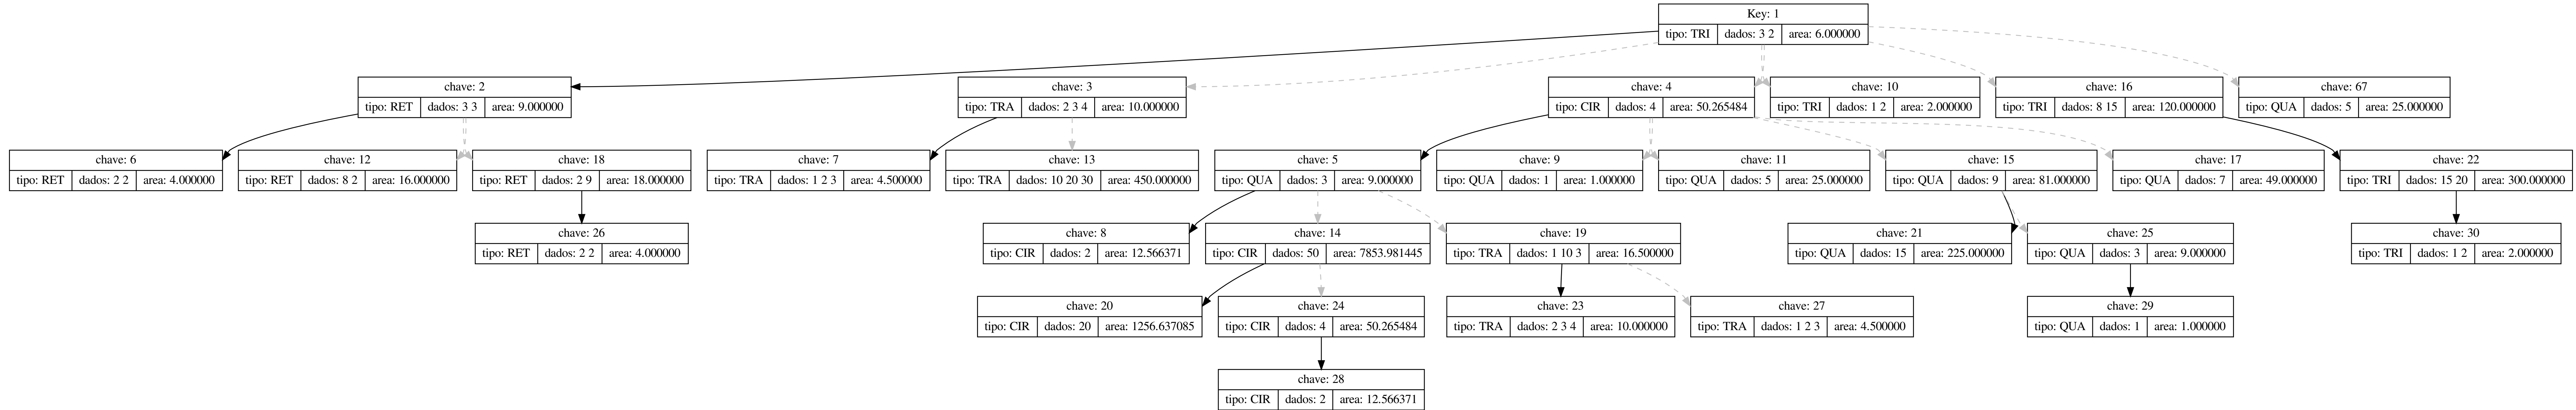 Key: 1
tipo: TRI dados: 3 2 area: 6.000000
chave: 2
tipo: RET dados: 3 3 area: 9.000000
chave: 3
tipo: TRA dados: 2 3 4 area: 10.000000
chave: 4
tipo: CIR dados: 4 area: 50.265484
chave: 10
tipo: TRI dados: 1 2 area: 2.000000
chave: 16
tipo: TRI dados: 8 15 area: 120.000000
chave: 67
tipo: QUA dados: 5 area: 25.000000
chave: 6
tipo: RET dados: 2 2 area: 4.000000
chave: 12
tipo: RET dados: 8 2 area: 16.000000
chave: 18
tipo: RET dados: 2 9 area: 18.000000
chave: 7
tipo: TRA dados: 1 2 3 area: 4.500000
chave: 13
tipo: TRA dados: 10 20 30 area: 450.000000
chave: 5
tipo: QUA dados: 3 area: 9.000000
chave: 9
tipo: QUA dados: 1 area: 1.000000
chave: 11
tipo: QUA dados: 5 area: 25.000000
chave: 15
tipo: QUA dados: 9 area: 81.000000
chave: 17
tipo: QUA dados: 7 area: 49.000000
chave: 22
tipo: TRI dados: 15 20 area: 300.000000
chave: 26
tipo: RET dados: 2 2 area: 4.000000
chave: 8
tipo: CIR dados: 2 area: 12.566371
chave: 14
tipo: CIR dados: 50 area: 7853.981445
chave: 19
tipo: TRA dados: 1 10 3 area: 16.500000
chave: 21
tipo: QUA dados: 15 area: 225.000000
chave: 25
tipo: QUA dados: 3 area: 9.000000
chave: 30
tipo: TRI dados: 1 2 area: 2.000000
chave: 20
tipo: CIR dados: 20 area: 1256.637085
chave: 24
tipo: CIR dados: 4 area: 50.265484
chave: 23
tipo: TRA dados: 2 3 4 area: 10.000000
chave: 27
tipo: TRA dados: 1 2 3 area: 4.500000
chave: 29
tipo: QUA dados: 1 area: 1.000000
chave: 28
tipo: CIR dados: 2 area: 12.566371